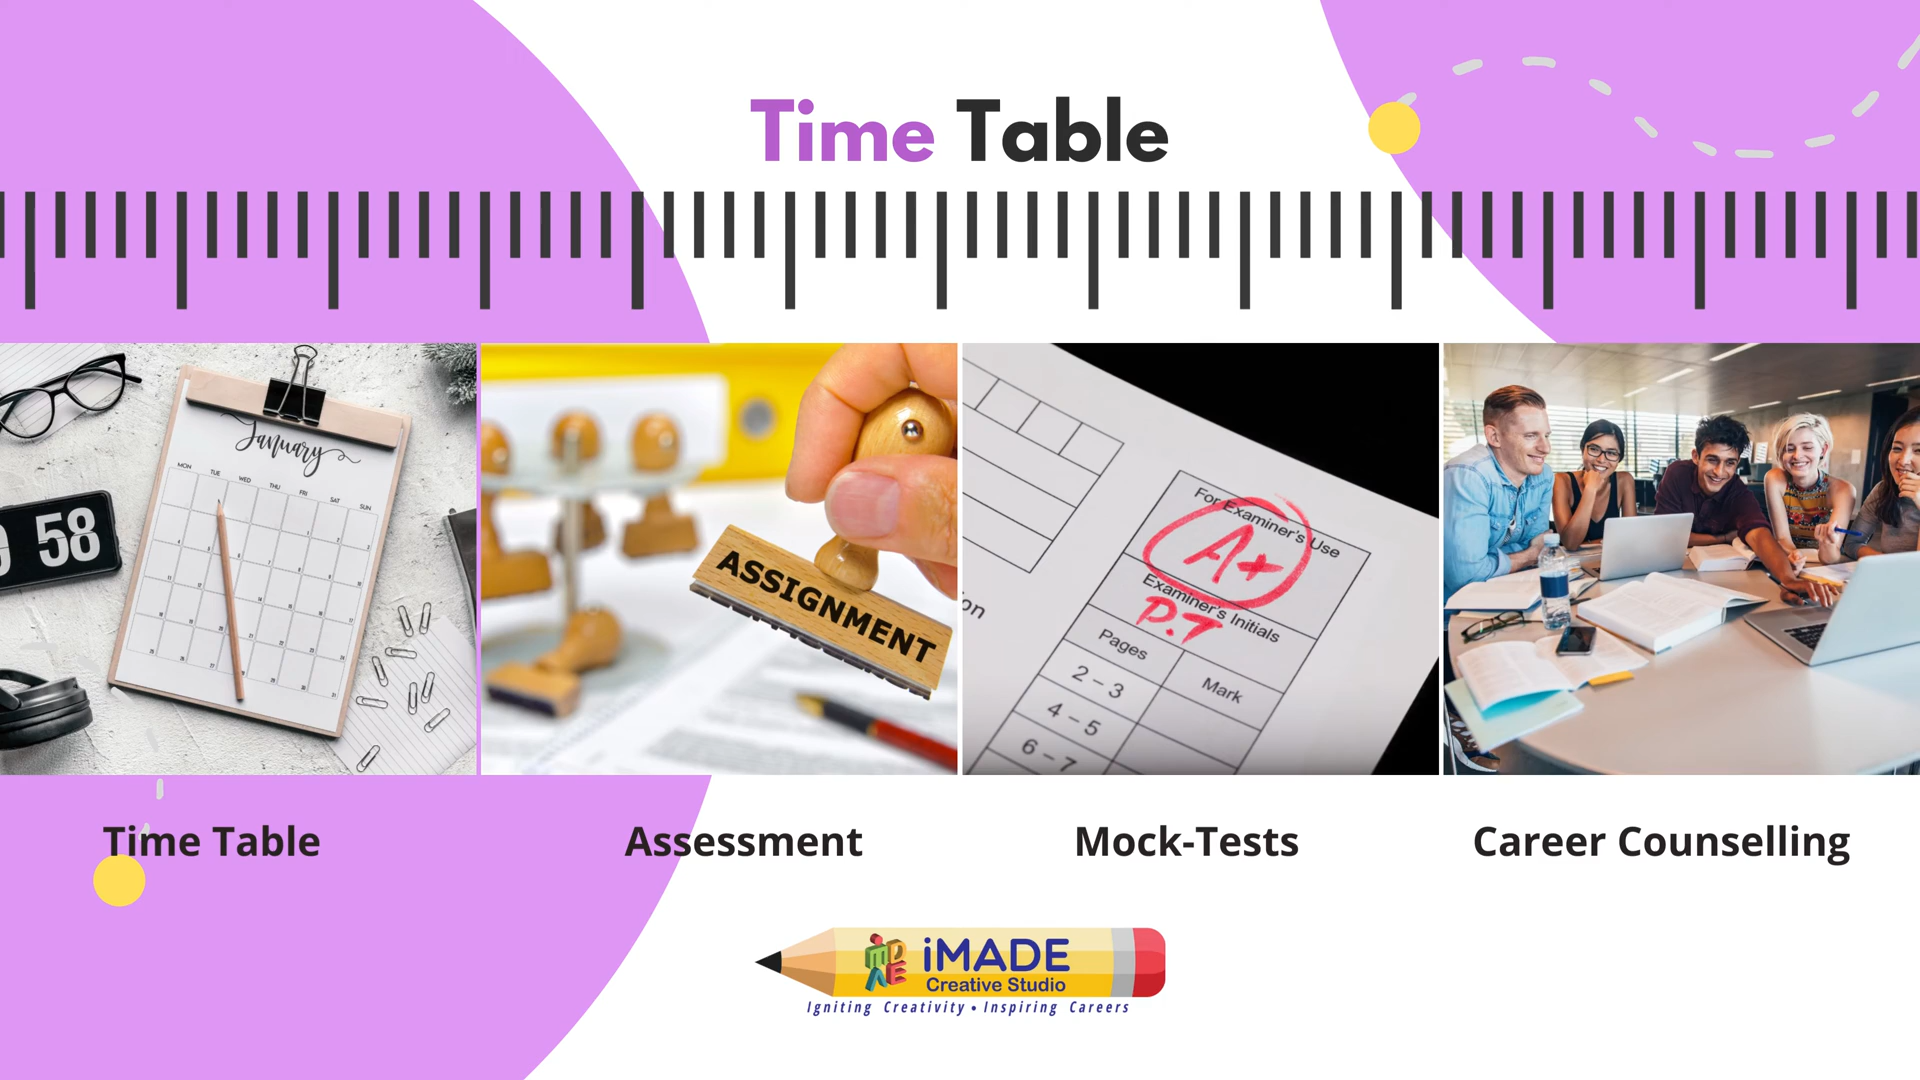 Time Table
January
MON TUE WED THU FRI SAT SUN
58
ASSIGNMENT
For Examiner's Use
A+
Examiner's Initials
P.T
Pages
Mark
2 – 3
4 – 5
6 – 7
on
Time Table
Assessment
Mock-Tests
Career Counselling
iMADE
Creative Studio
Igniting Creativity • Inspiring Careers